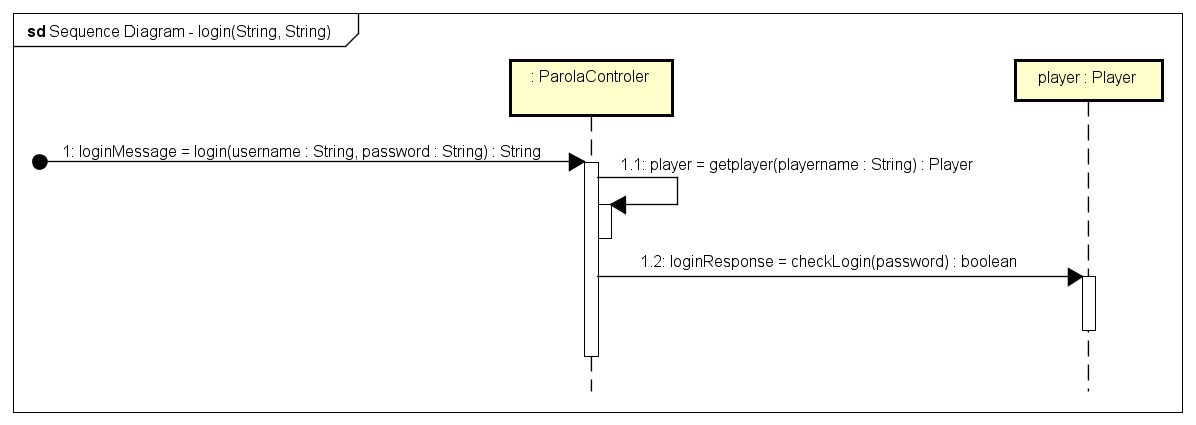 sd Sequence Diagram - login(String, String)
: ParolaControler
player : Player
1: loginMessage = login(username : String, password : String) : String
1.1: player = getplayer(playername : String) : Player
1.2: loginResponse = checkLogin(password) : boolean